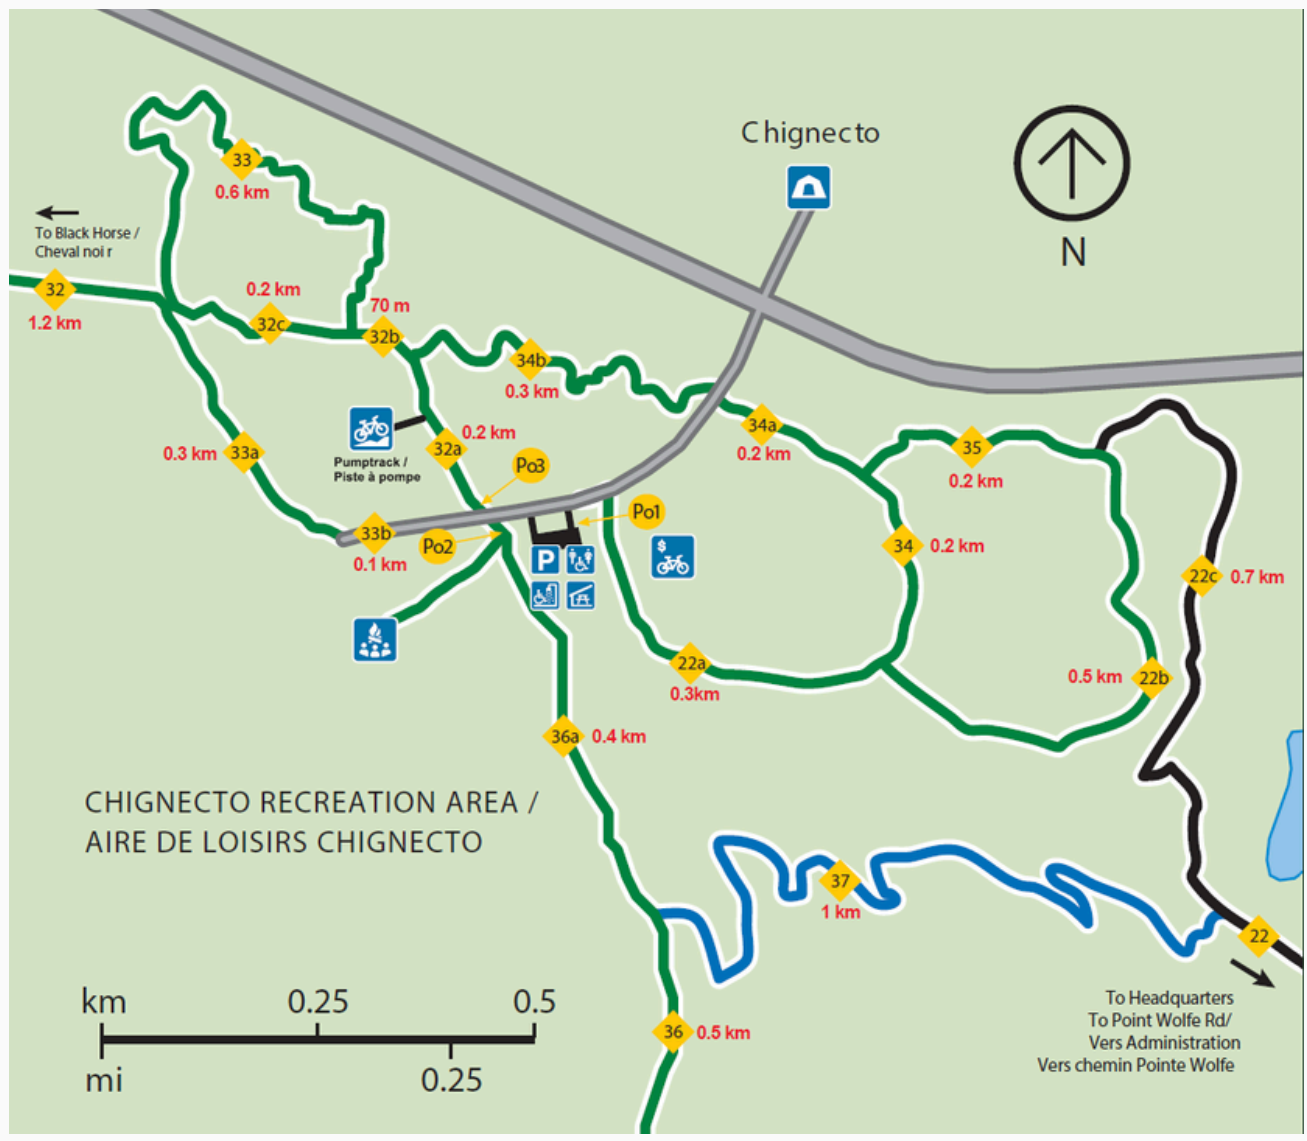 Chignecto
33
0.6 km
N
To Black Horse /
Cheval noi r
32
1.2 km
0.2 km
32c
70 m
32b
34b
0.3 km
34a
0.2 km
35
0.2 km
Pumptrack /
Piste à pompe
0.2 km
32a
0.3 km
33a
Po3
Po1
33b
0.1 km
Po2
P
$
34
0.2 km
22c
0.7 km
22a
0.3km
0.5 km
22b
36a
0.4 km
CHIGNECTO RECREATION AREA /
AIRE DE LOISIRS CHIGNECTO
37
1 km
22
To Headquarters
To Point Wolfe Rd/
Vers Administration
Vers chemin Pointe Wolfe
36
0.5 km
km
0.25
0.5
mi
0.25